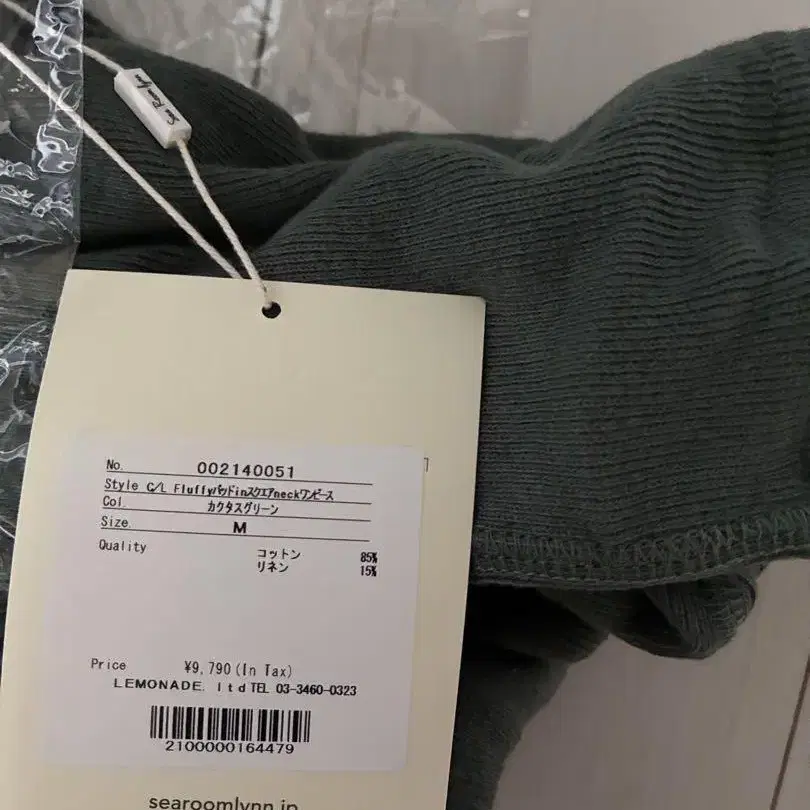 Sea Room lynn
No. 002140051
Style C/L Fluffyパッドinスクエアneckワンピース
Col. カクタスグリーン
Size M
Quality コットン 85%
リネン 15%
Price ¥9,790(In Tax)
LEMONADE. ltd TEL 03-3460-0323
2100000164479
searoomlynn.jp